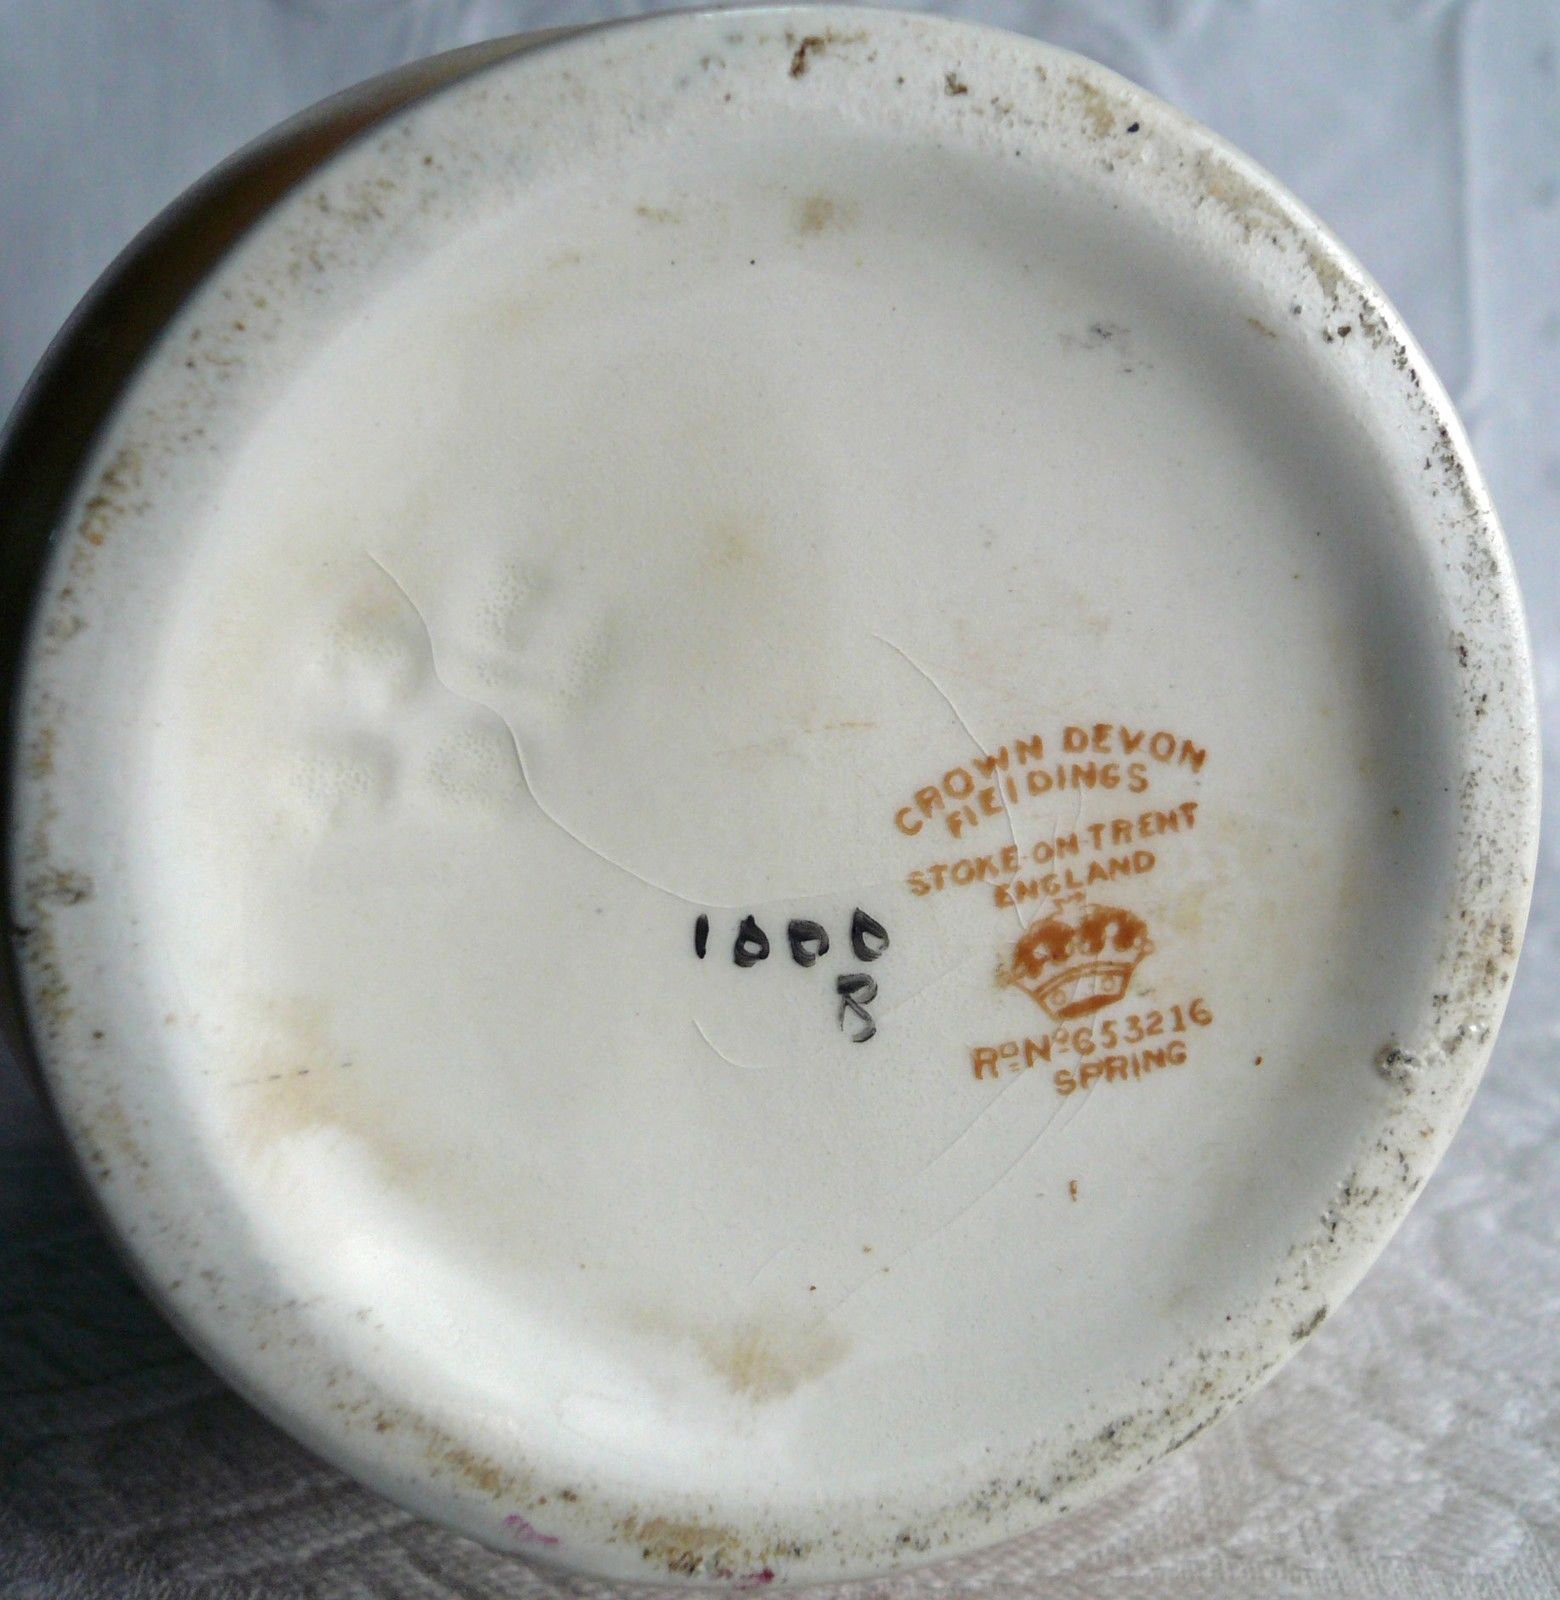 CROWN DEVON
FIELDINGS
STOKE-ON-TRENT
ENGLAND
1000
B
Rᴰ Nº 653216
SPRING